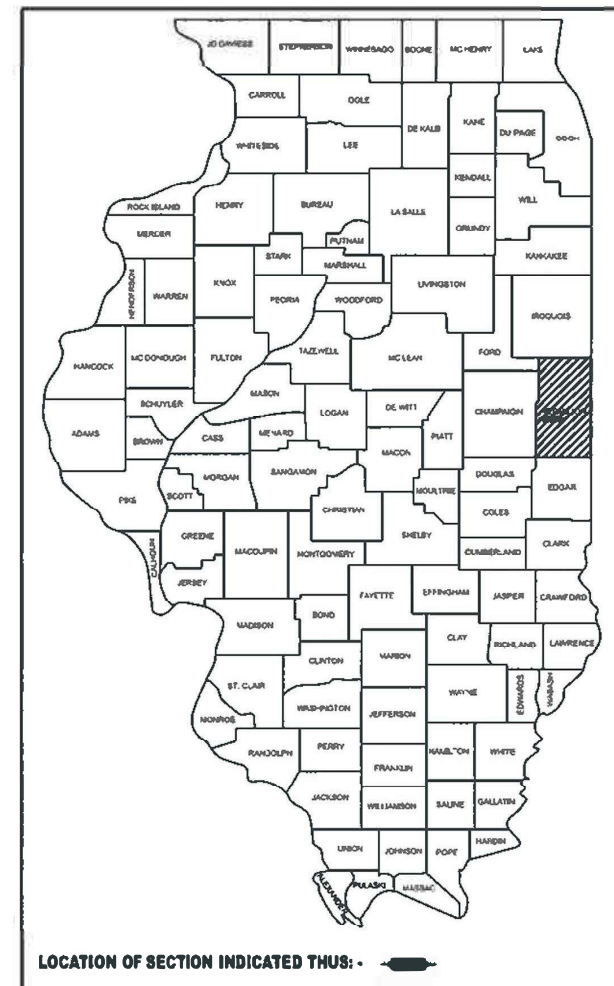 JO DAVIESS STEPHENSON WINNEBAGO BOONE MC HENRY LAKE
CARROLL OGLE DE KALB KANE DU PAGE COOK
WHITESIDE LEE KENDALL WILL
ROCK ISLAND HENRY BUREAU LA SALLE GRUNDY
MERCER PUTNAM
STARK MARSHALL KANKAKEE
HENDERSON WARREN KNOX PEORIA WOODFORD LIVINGSTON IROQUOIS
HANCOCK MC DONOUGH FULTON TAZEWELL MC LEAN FORD
SCHUYLER MASON LOGAN DE WITT CHAMPAIGN
ADAMS BROWN CASS MENARD MACON PIATT
PIKE SCOTT MORGAN SANGAMON MOULTRIE DOUGLAS EDGAR
CHRISTIAN COLES
CALHOUN GREENE MACOUPIN MONTGOMERY SHELBY CUMBERLAND CLARK
JERSEY FAYETTE EFFINGHAM JASPER CRAWFORD
MADISON BOND CLAY RICHLAND LAWRENCE
CLINTON MARION
ST. CLAIR WASHINGTON JEFFERSON WAYNE EDWARDS WABASH
MONROE
RANDOLPH PERRY FRANKLIN HAMILTON WHITE
JACKSON WILLIAMSON SALINE GALLATIN
UNION JOHNSON POPE HARDIN
ALEXANDER PULASKI MASSAC
LOCATION OF SECTION INDICATED THUS: -